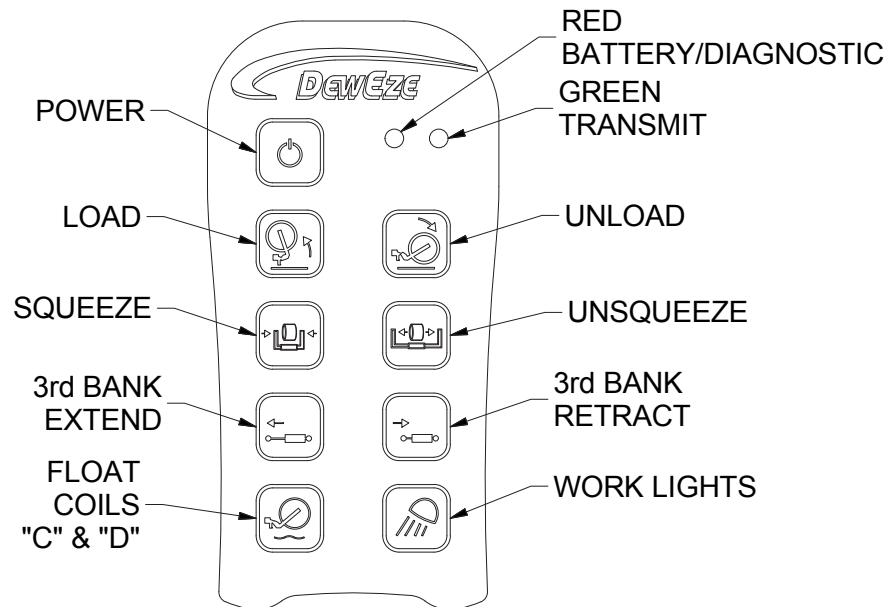 RED
BATTERY/DIAGNOSTIC
GREEN
TRANSMIT
DEWEZE
POWER
LOAD
UNLOAD
SQUEEZE
UNSQUEEZE
3rd BANK
EXTEND
3rd BANK
RETRACT
FLOAT
COILS
"C" & "D"
WORK LIGHTS